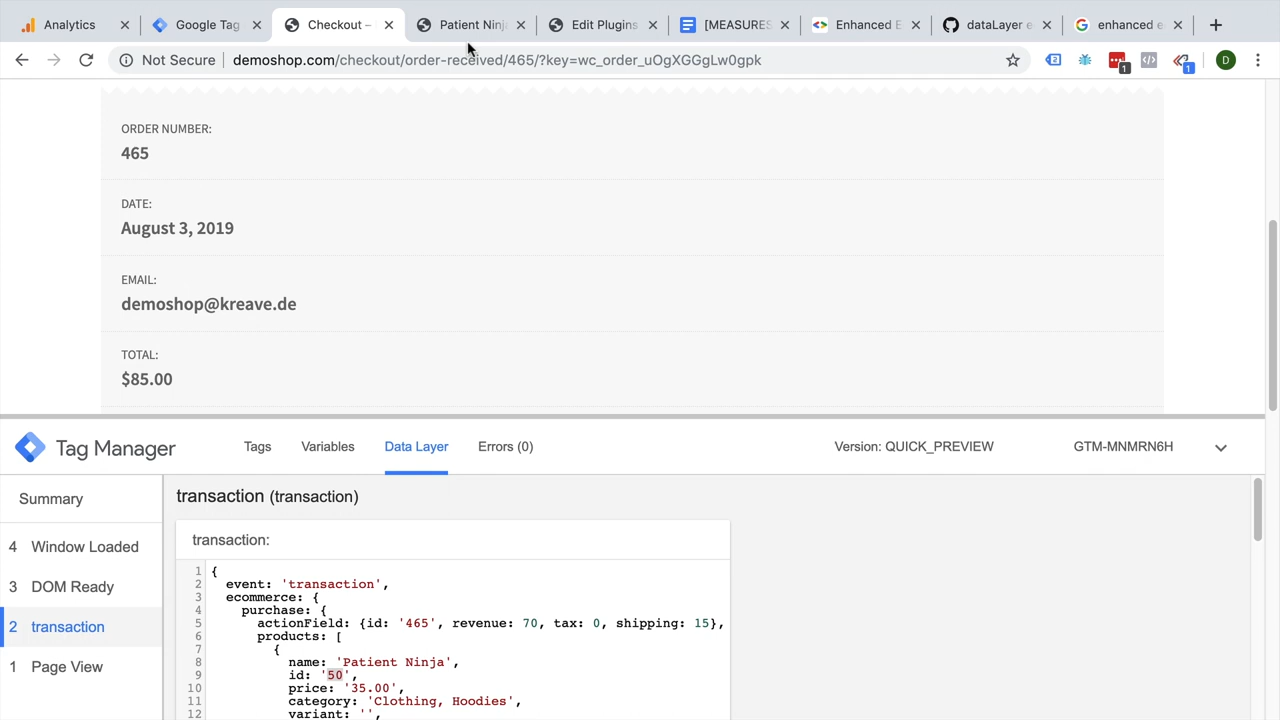 Analytics
Google Tag
Checkout –
Patient Ninj
Edit Plugins
[MEASURES
Enhanced E
dataLayer e
enhanced e
Not Secure
demoshop.com/checkout/order-received/465/?key=wc_order_uOgXGGgLw0gpk
2
1
1
D
ORDER NUMBER:
465
DATE:
August 3, 2019
EMAIL:
demoshop@kreave.de
TOTAL:
$85.00
Tag Manager
Tags
Variables
Data Layer
Errors (0)
Version: QUICK_PREVIEW
GTM-MNMRN6H
Summary
4 Window Loaded
3 DOM Ready
2 transaction
1 Page View
transaction (transaction)
transaction:
1 {
2 event: 'transaction',
3 ecommerce: {
4 purchase: {
5 actionField: {id: '465', revenue: 70, tax: 0, shipping: 15},
6 products: [
7 {
8 name: 'Patient Ninja',
9 id: '50',
10 price: '35.00',
11 category: 'Clothing, Hoodies',
12 variant: '',